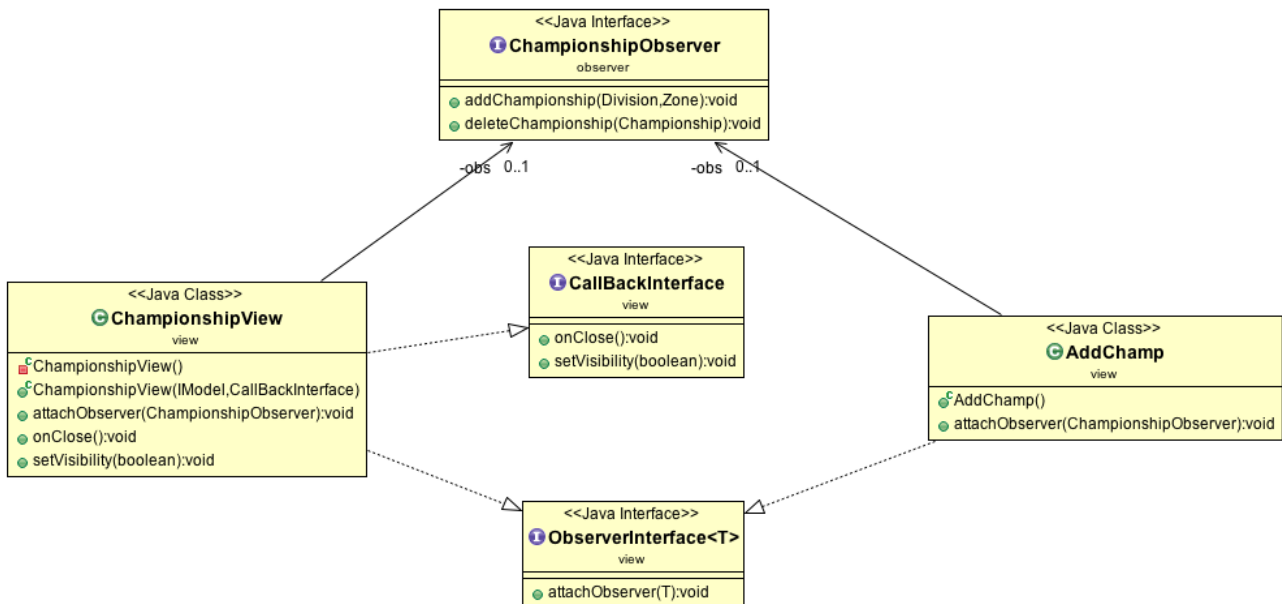 <<Java Interface>>
ChampionshipObserver
observer
addChampionship(Division,Zone):void
deleteChampionship(Championship):void
-obs 0..1
-obs 0..1
<<Java Interface>>
CallBackInterface
view
onClose():void
setVisibility(boolean):void
<<Java Class>>
ChampionshipView
view
ChampionshipView()
ChampionshipView(IModel,CallBackInterface)
attachObserver(ChampionshipObserver):void
onClose():void
setVisibility(boolean):void
<<Java Class>>
AddChamp
view
AddChamp()
attachObserver(ChampionshipObserver):void
<<Java Interface>>
ObserverInterface<T>
view
attachObserver(T):void